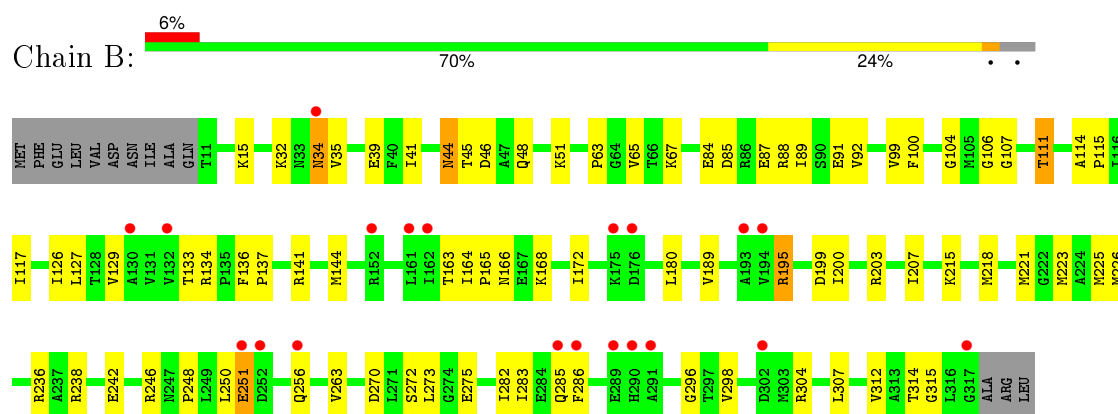 6%
Chain B:
70% 24% • •
MET PHE GLU LEU VAL ASP ASN ILE ALA GLN T11 K15 K32 N33 N34 V35 E39 F40 I41 N44 T45 D46 A47 Q48 K51 P63 G64 V65 T66 K67 E84 D85 R86 E87 R88 I89 S90 E91 V92 V99 F100 G104 M105 G106 G107 T111 A114 P115 I116
I117 I126 L127 T128 V129 A130 V131 V132 T133 R134 P135 F136 P137 R141 M144 R152 L161 I162 T163 I164 P165 N166 E167 K168 I172 K175 D176 L180 V189 A193 V194 R195 D199 I200 R203 I207 K215 M218 M221 G222 M223 A224 M225 M226
R236 A237 R238 E242 R246 N247 P248 L249 L250 E251 D252 Q256 V263 D270 L271 S272 L273 G274 E275 I282 I283 E284 Q285 F286 E289 H290 A291 G296 T297 V298 D302 M303 R304 L307 V312 A313 T314 G315 L316 G317 ALA ARG LEU